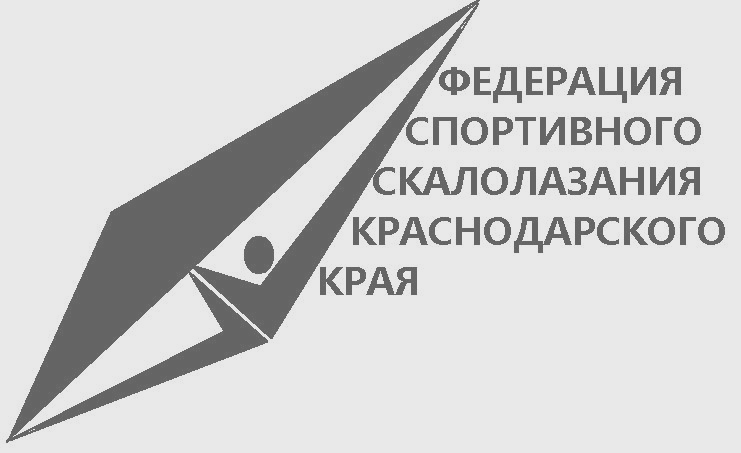 ФЕДЕРАЦИЯ
СПОРТИВНОГО
СКАЛОЛАЗАНИЯ
КРАСНОДАРСКОГО
КРАЯ